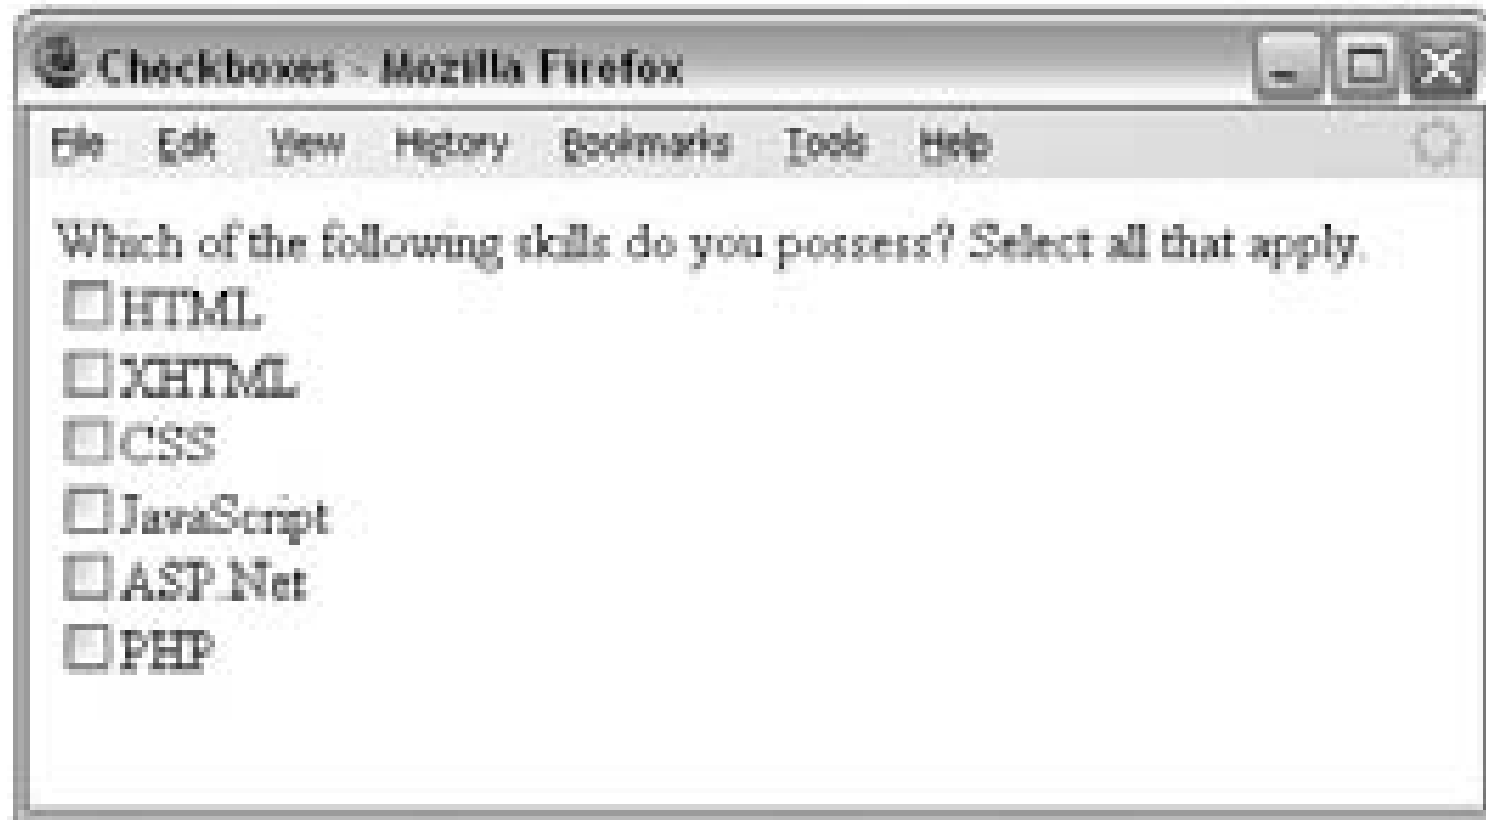 Checkboxes - Mozilla Firefox
File Edit View History Bookmarks Tools Help
Which of the following skills do you possess? Select all that apply.
HTML
XHTML
CSS
JavaScript
ASP.Net
PHP